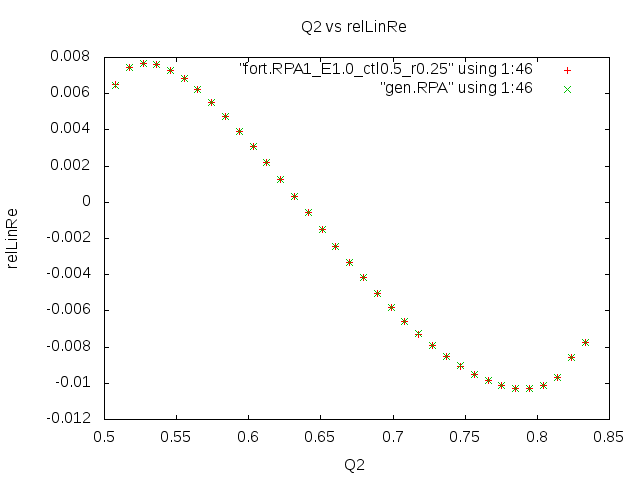 Q2 vs relLinRe
"fort.RPA1_E1.0_ctl0.5_r0.25" using 1:46
"gen.RPA" using 1:46
0.008
0.006
0.004
0.002
0
-0.002
-0.004
-0.006
-0.008
-0.01
-0.012
relLinRe
0.5 0.55 0.6 0.65 0.7 0.75 0.8 0.85
Q2